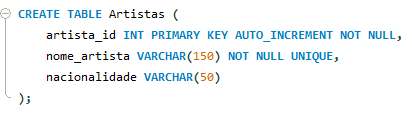 CREATE TABLE Artistas (
    artista_id INT PRIMARY KEY AUTO_INCREMENT NOT NULL,
    nome_artista VARCHAR(150) NOT NULL UNIQUE,
    nacionalidade VARCHAR(50)
);